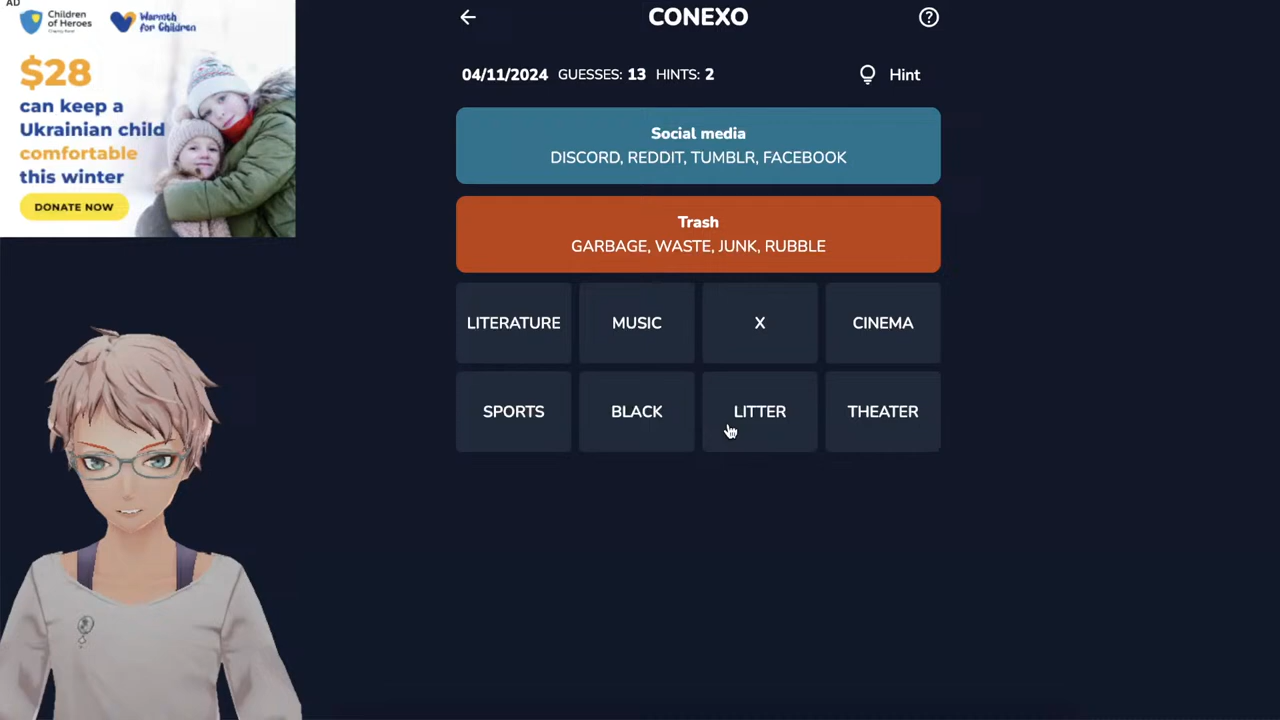 AD
Children
of Heroes
Charity Fund
Warmth
for Children
$28
can keep a
Ukrainian child
comfortable
this winter
DONATE NOW
CONEXO
04/11/2024 GUESSES: 13 HINTS: 2
Hint
Social media
DISCORD, REDDIT, TUMBLR, FACEBOOK
Trash
GARBAGE, WASTE, JUNK, RUBBLE
LITERATURE MUSIC X CINEMA
SPORTS BLACK LITTER THEATER